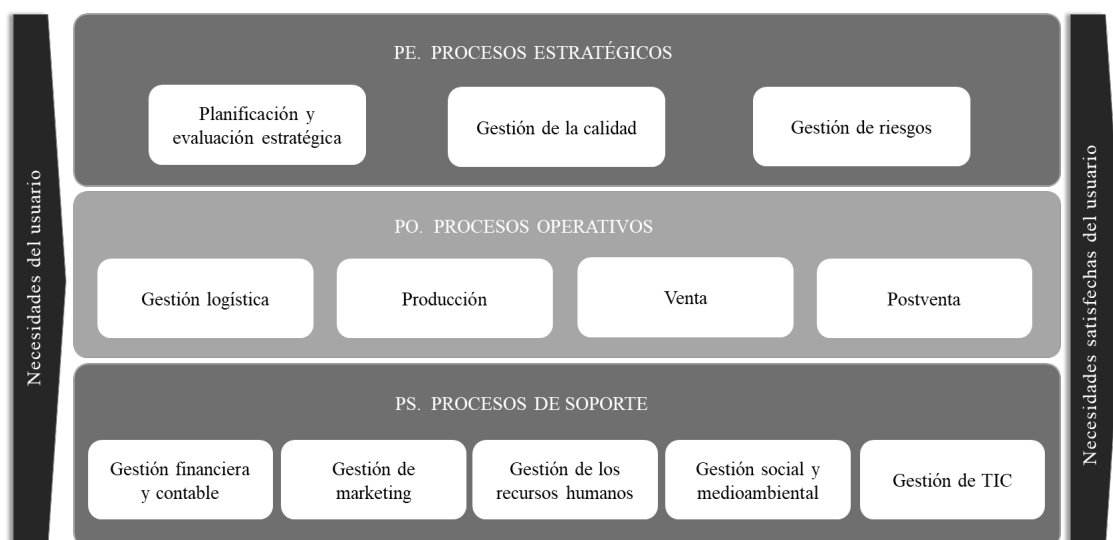 Necesidades del usuario
PE. PROCESOS ESTRATÉGICOS
Planificación y
evaluación estratégica
Gestión de la calidad
Gestión de riesgos
PO. PROCESOS OPERATIVOS
Gestión logística
Producción
Venta
Postventa
PS. PROCESOS DE SOPORTE
Gestión financiera
y contable
Gestión de
marketing
Gestión de los
recursos humanos
Gestión social y
medioambiental
Gestión de TIC
Necesidades satisfechas del usuario